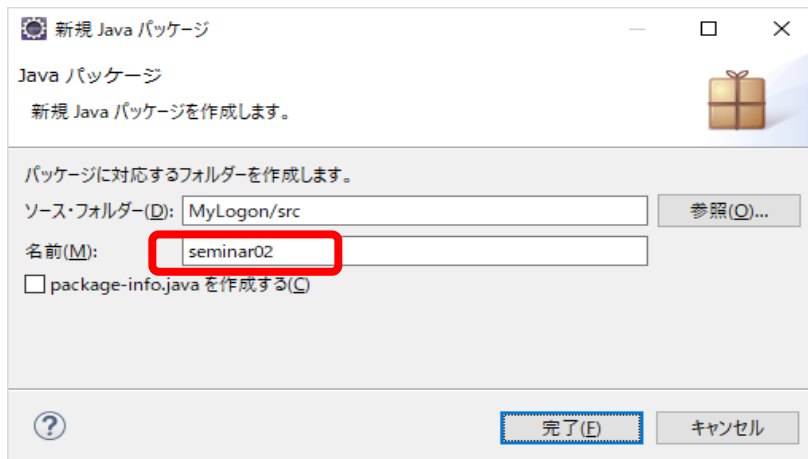 新規 Java パッケージ
Java パッケージ
新規 Java パッケージを作成します。
パッケージに対応するフォルダーを作成します。
ソース・フォルダー(D): MyLogon/src 参照(O)...
名前(M): seminar02
package-info.java を作成する(C)
? 完了(F) キャンセル